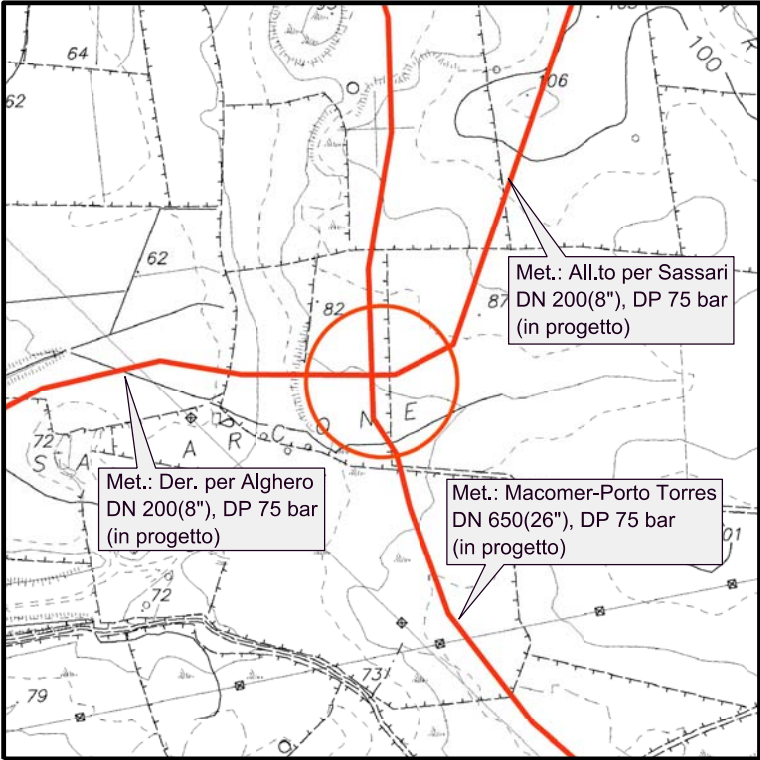 64
62
106
100
62
82
87
Met.: All.to per Sassari
DN 200(8"), DP 75 bar
(in progetto)
72
S A A R C O N E
Met.: Der. per Alghero
DN 200(8"), DP 75 bar
(in progetto)
Met.: Macomer-Porto Torres
DN 650(26"), DP 75 bar
(in progetto)
01
72
73
79